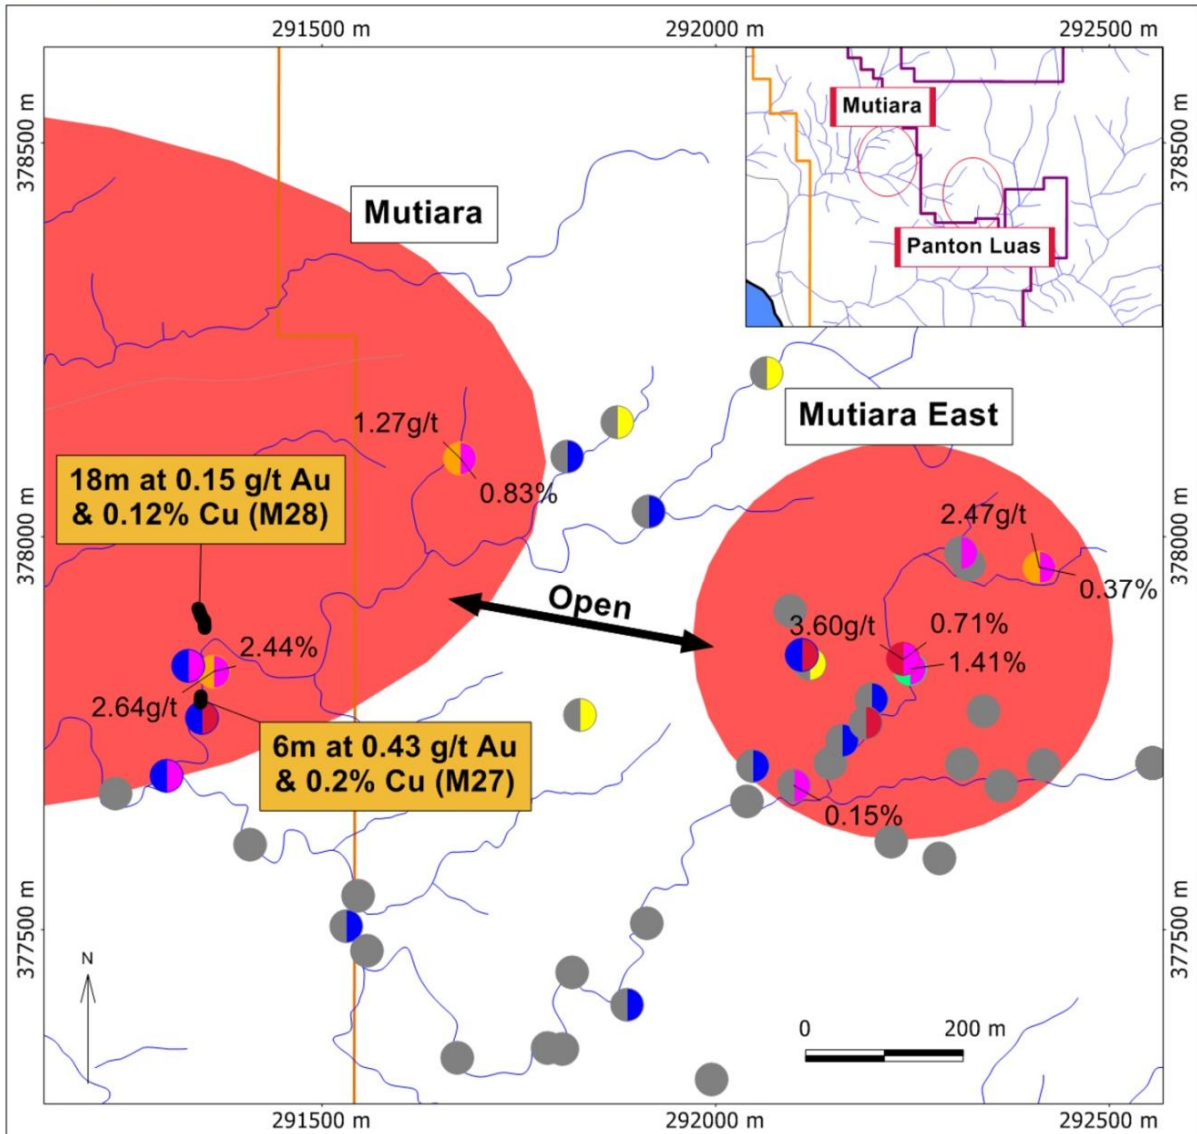 291500 m
292000 m
292500 m
378500 m
378500 m
Mutiara
Panton Luas
Mutiara
Mutiara East
1.27g/t
0.83%
18m at 0.15 g/t Au
& 0.12% Cu (M28)
2.47g/t
0.37%
378000 m
378000 m
Open
3.60g/t
0.71%
1.41%
2.44%
2.64g/t
6m at 0.43 g/t Au
& 0.2% Cu (M27)
0.15%
377500 m
377500 m
N
0
200 m
291500 m
292000 m
292500 m